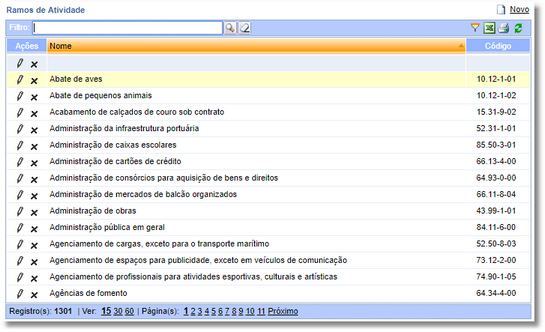 Ramos de Atividade Novo
Filtro:
Ações Nome Código
Abate de aves 10.12-1-01
Abate de pequenos animais 10.12-1-02
Acabamento de calçados de couro sob contrato 15.31-9-02
Administração da infraestrutura portuária 52.31-1-01
Administração de caixas escolares 85.50-3-01
Administração de cartões de crédito 66.13-4-00
Administração de consórcios para aquisição de bens e direitos 64.93-0-00
Administração de mercados de balcão organizados 66.11-8-04
Administração de obras 43.99-1-01
Administração pública em geral 84.11-6-00
Agenciamento de cargas, exceto para o transporte marítimo 52.50-8-03
Agenciamento de espaços para publicidade, exceto em veículos de comunicação 73.12-2-00
Agenciamento de profissionais para atividades esportivas, culturais e artísticas 74.90-1-05
Agências de fomento 64.34-4-00
Registro(s): 1301 | Ver: 15 30 60 | Página(s): 1 2 3 4 5 6 7 8 9 10 11 Próximo